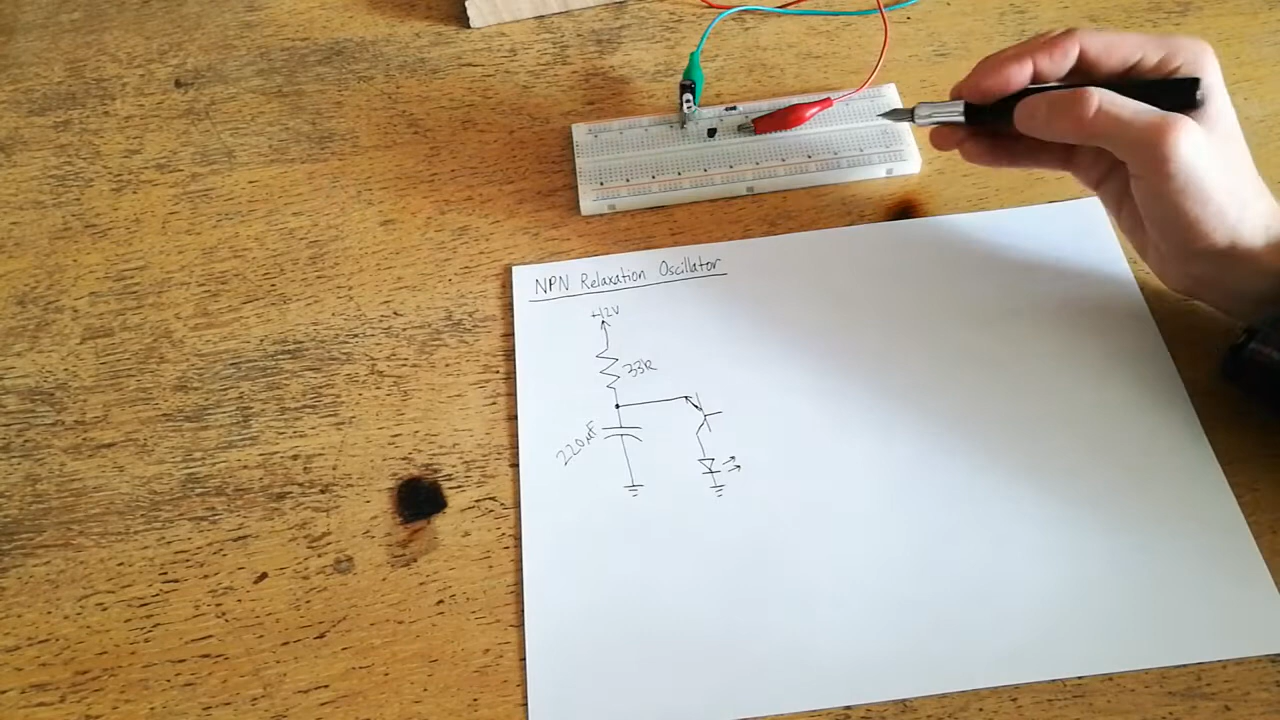 NPN Relaxation Oscillator
+12V
33k
220µF